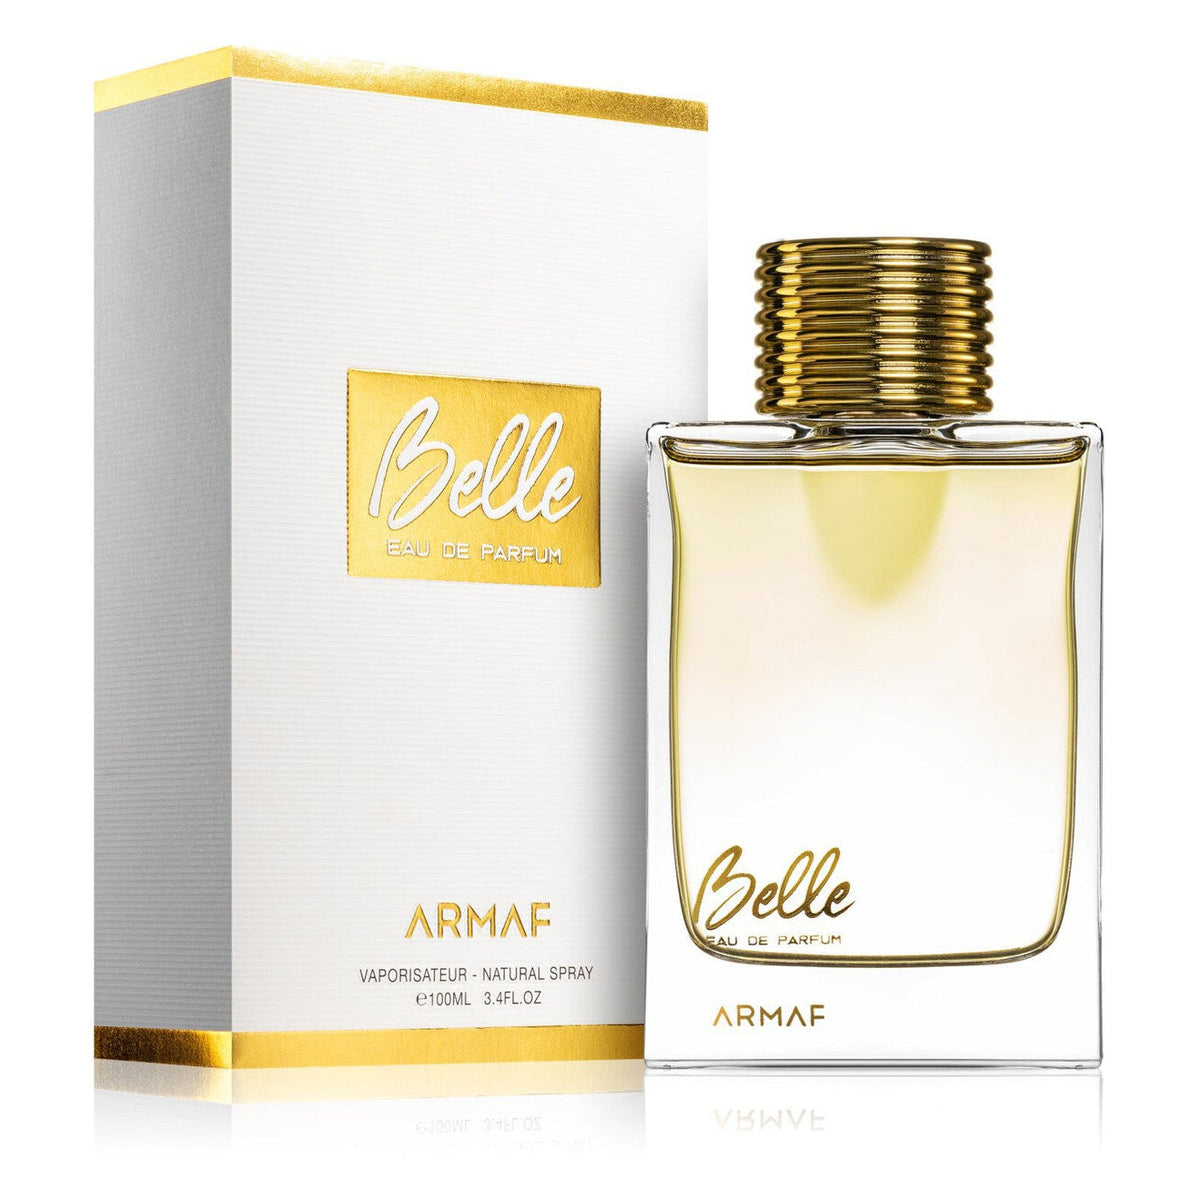 Belle
EAU DE PARFUM
ARMAF
VAPORISATEUR - NATURAL SPRAY
℮100ML 3.4FL.OZ
Belle
EAU DE PARFUM
ARMAF